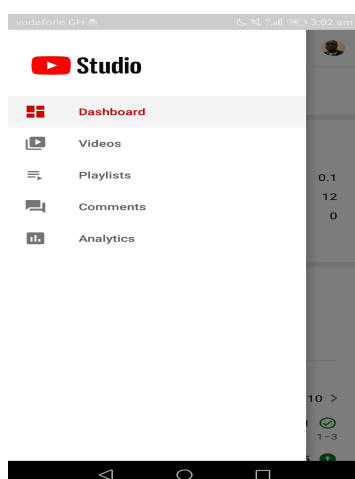 vodafone GH
3:02 am
Studio
Dashboard
Videos
Playlists
Comments
Analytics
0.1
12
0
10 >
1–3